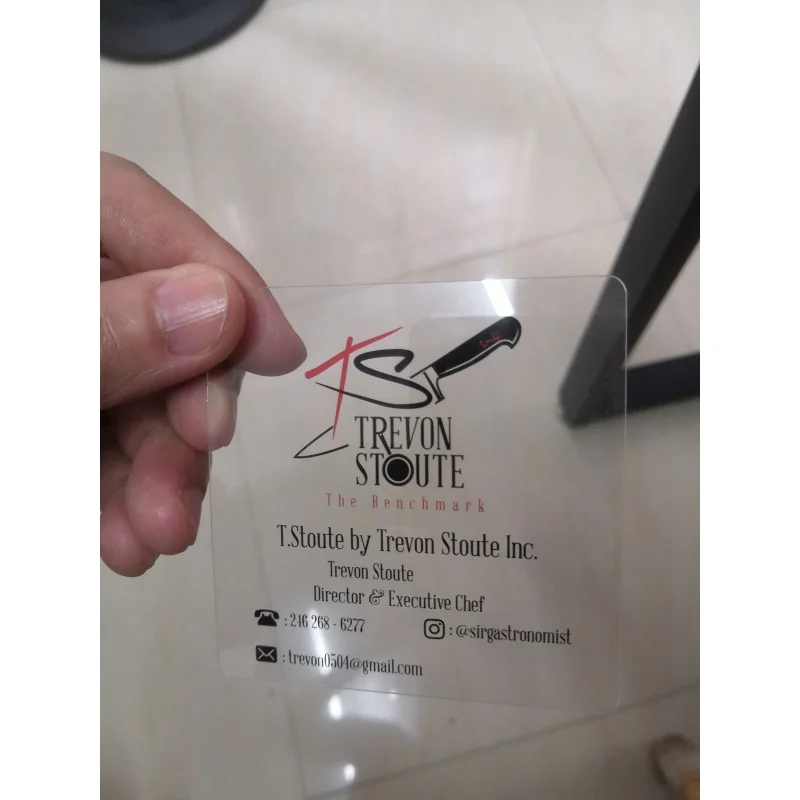 TS
TREVON
STOUTE
The Benchmark
T.Stoute by Trevon Stoute Inc.
Trevon Stoute
Director & Executive Chef
: 246 268 - 6277
: @sirgastronomist
: trevon0504@gmail.com